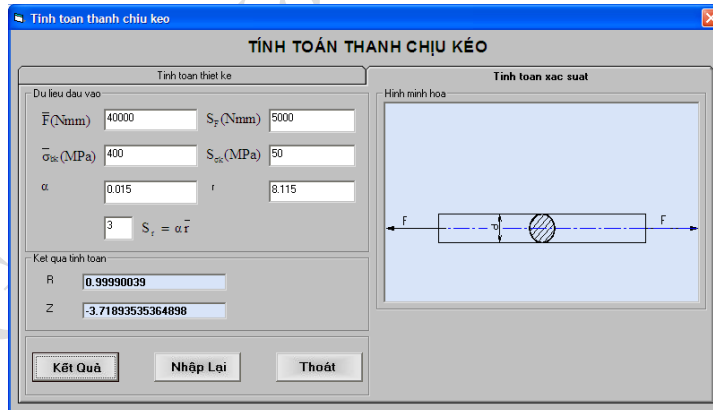 Tinh toan thanh chiu keo
TÍNH TOÁN THANH CHỊU KÉO
Tinh toan thiet ke
Tinh toan xac suat
Du lieu dau vao
F̅(Nmm) 40000 S_F(Nmm) 5000
σ̅_bk(MPa) 400 S_σk(MPa) 50
α 0.015 r 8.115
3 S_r = αr̅
Ket qua tinh toan
R 0.99990039
Z -3.71893535364898
Kết Quả Nhập Lại Thoát
Hinh minh hoa
F d F